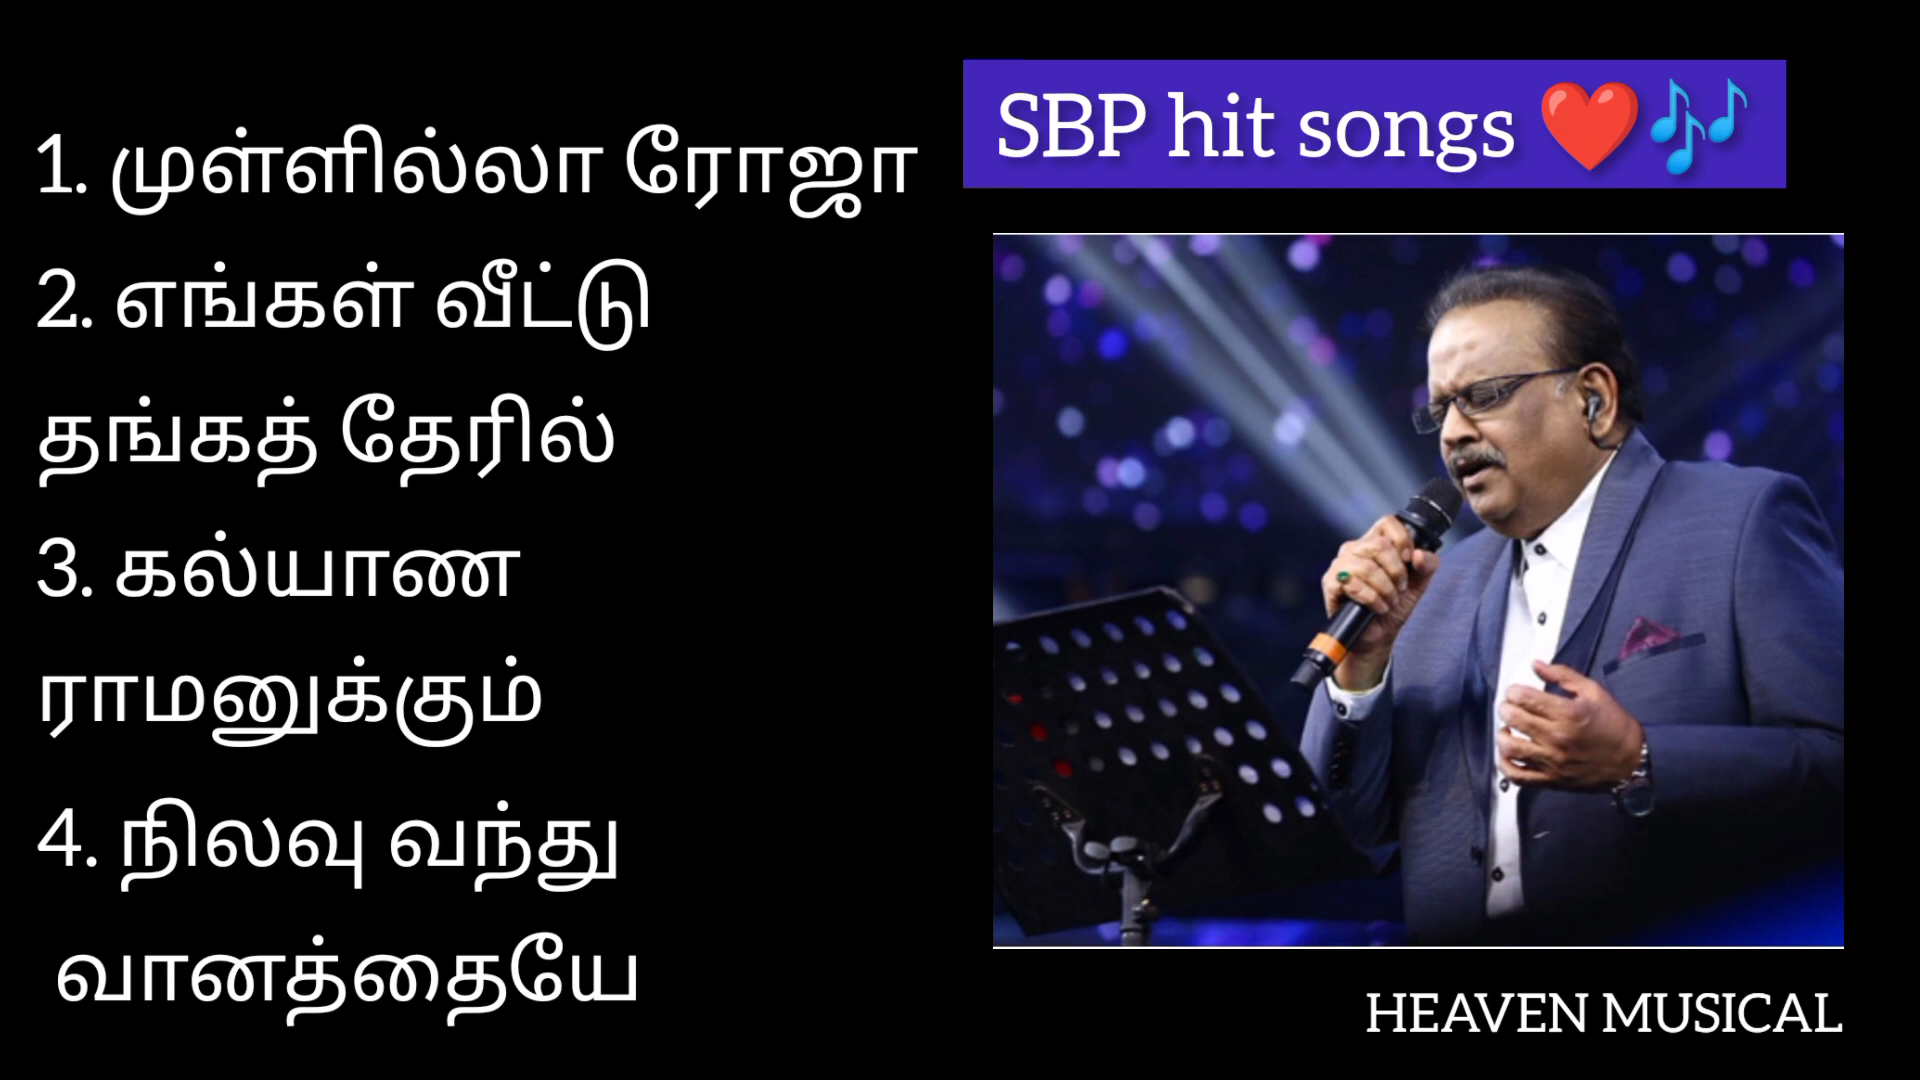 SBP hit songs ❤️🎶
1. முள்ளில்லா ரோஜா
2. எங்கள் வீட்டு
தங்கத் தேரில்
3. கல்யாண
ராமனுக்கும்
4. நிலவு வந்து
வானத்தையே
HEAVEN MUSICAL